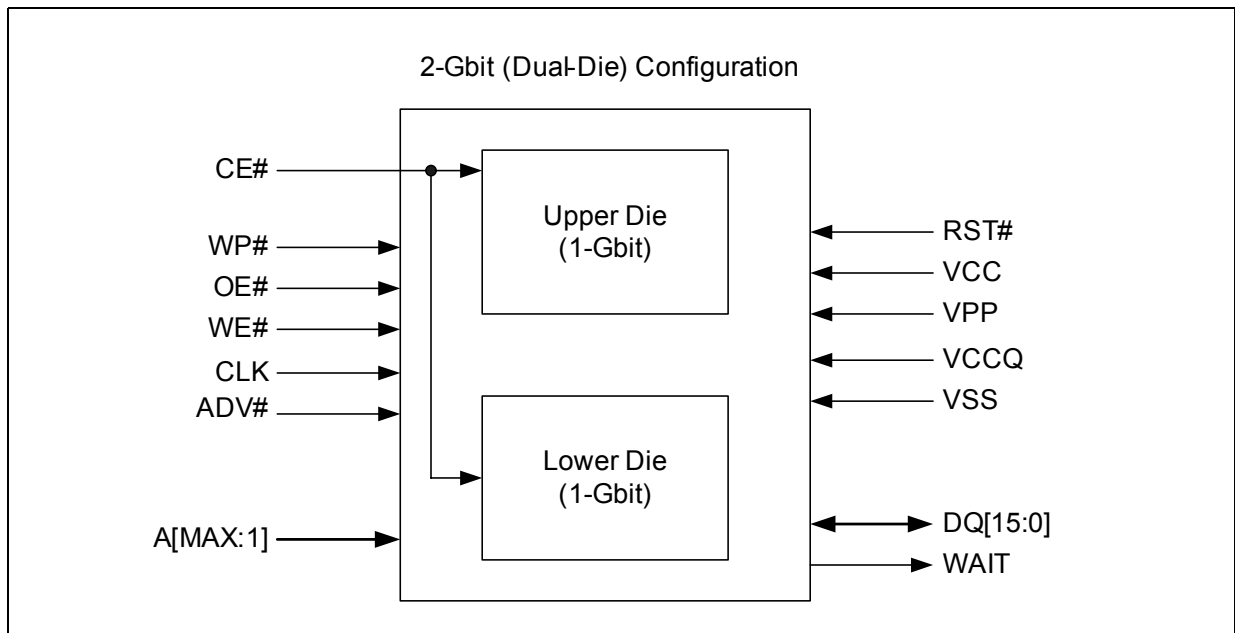 2-Gbit (Dual-Die) Configuration
CE#
WP#
OE#
WE#
CLK
ADV#
A[MAX:1]
Upper Die
(1-Gbit)
Lower Die
(1-Gbit)
RST#
VCC
VPP
VCCQ
VSS
DQ[15:0]
WAIT